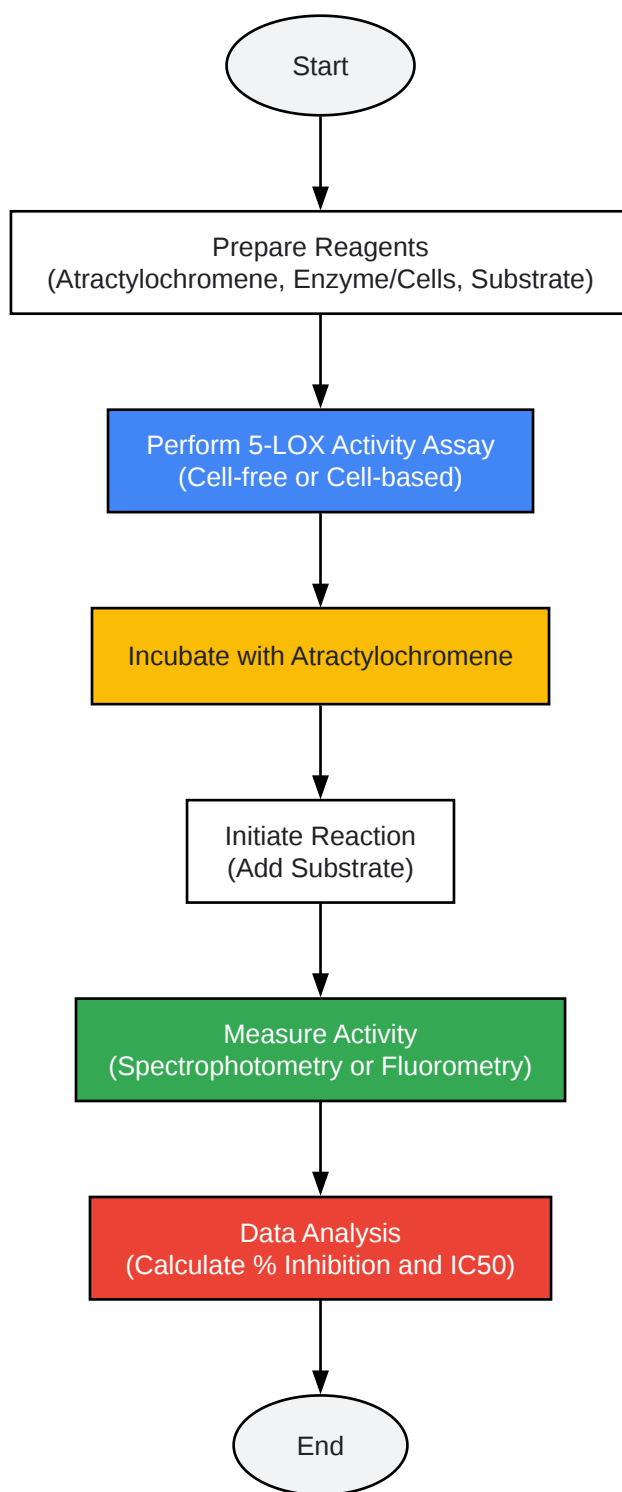 Start
Prepare Reagents
(Atractylochromene, Enzyme/Cells, Substrate)
Perform 5-LOX Activity Assay
(Cell-free or Cell-based)
Incubate with Atractylochromene
Initiate Reaction
(Add Substrate)
Measure Activity
(Spectrophotometry or Fluorometry)
Data Analysis
(Calculate % Inhibition and IC50)
End